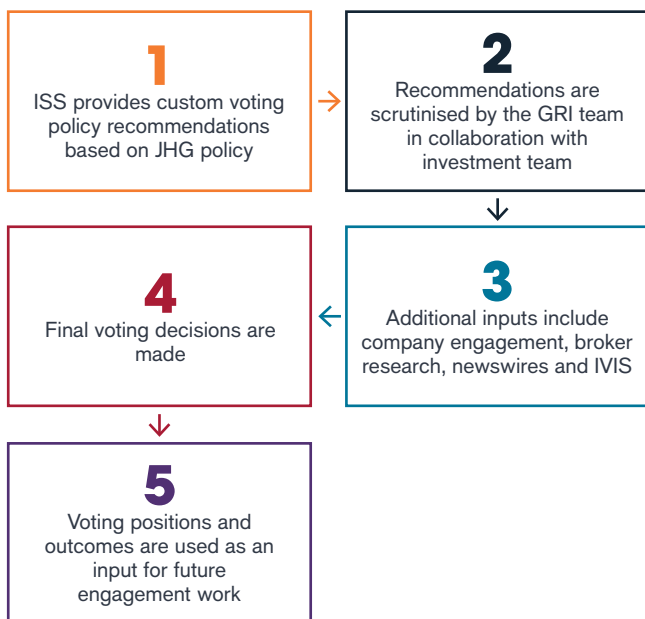 1
ISS provides custom voting
policy recommendations
based on JHG policy
2
Recommendations are
scrutinised by the GRI team
in collaboration with
investment team
3
Additional inputs include
company engagement, broker
research, newswires and IVIS
4
Final voting decisions are
made
5
Voting positions and
outcomes are used as an
input for future
engagement work